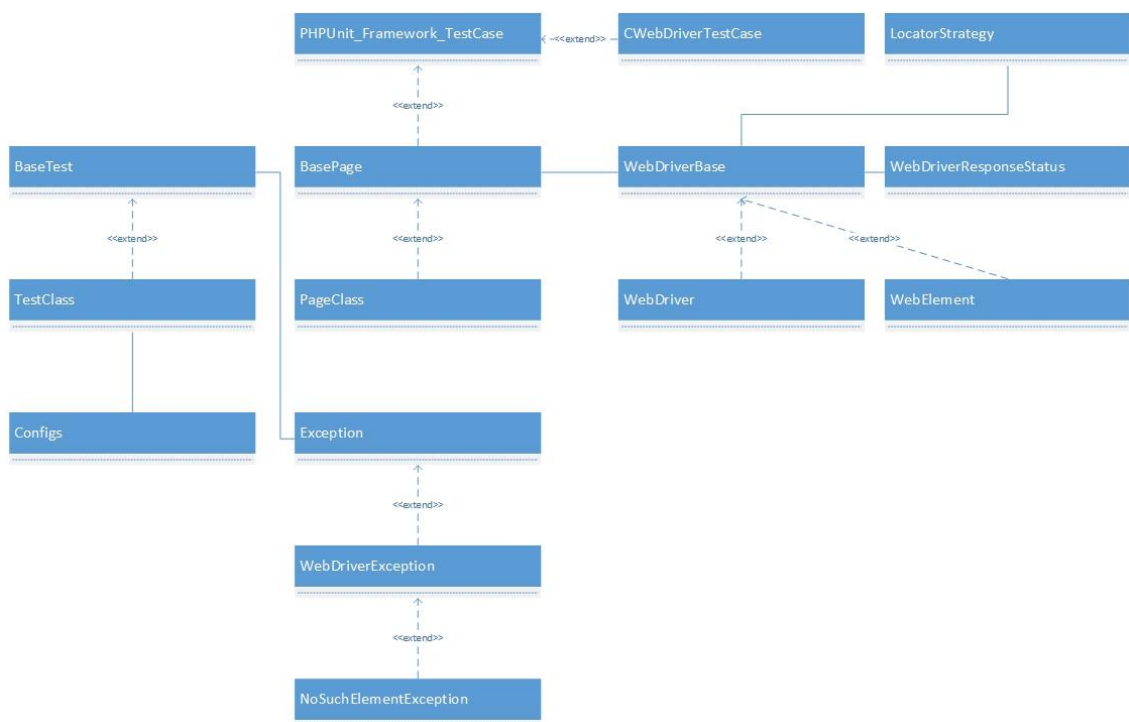 PHPUnit_Framework_TestCase
<<extend>>
CWebDriverTestCase
LocatorStrategy
<<extend>>
BaseTest
BasePage
WebDriverBase
WebDriverResponseStatus
<<extend>>
<<extend>>
<<extend>>
<<extend>>
TestClass
PageClass
WebDriver
WebElement
Configs
Exception
<<extend>>
WebDriverException
<<extend>>
NoSuchElementException